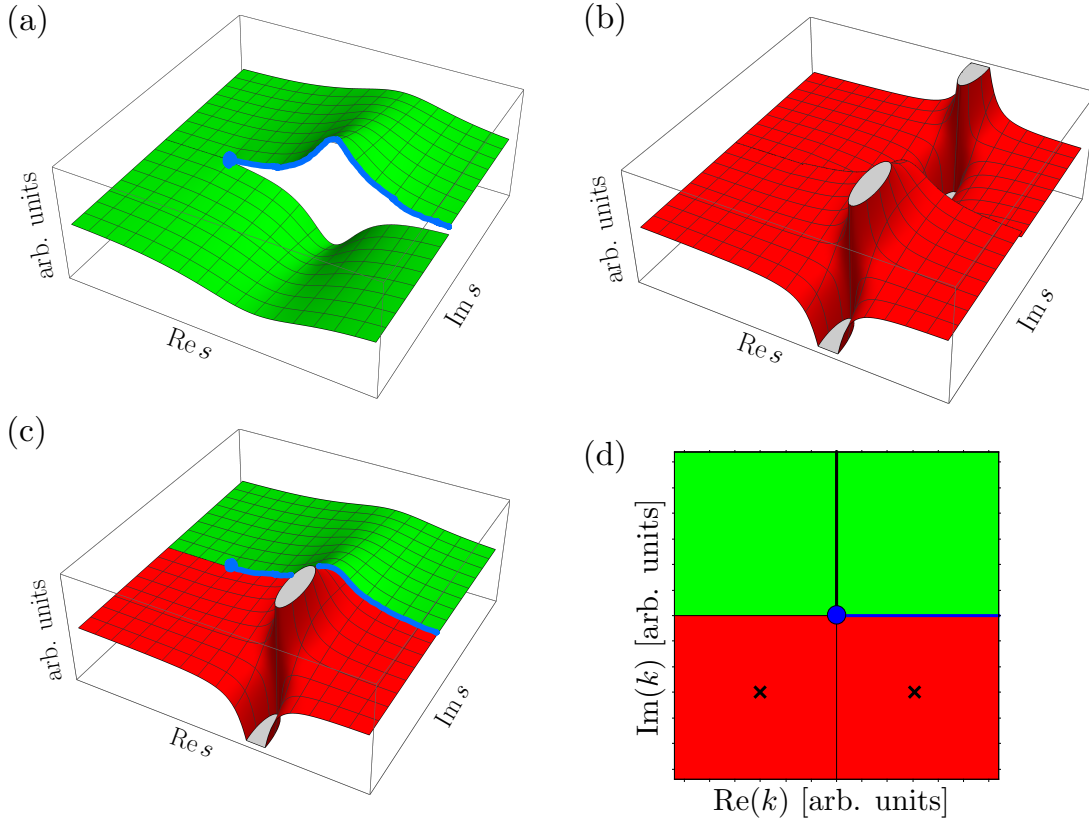 (a)
arb. units
Re s
Im s
(b)
arb. units
Re s
Im s
(c)
arb. units
Re s
Im s
(d)
Im(k) [arb. units]
Re(k) [arb. units]